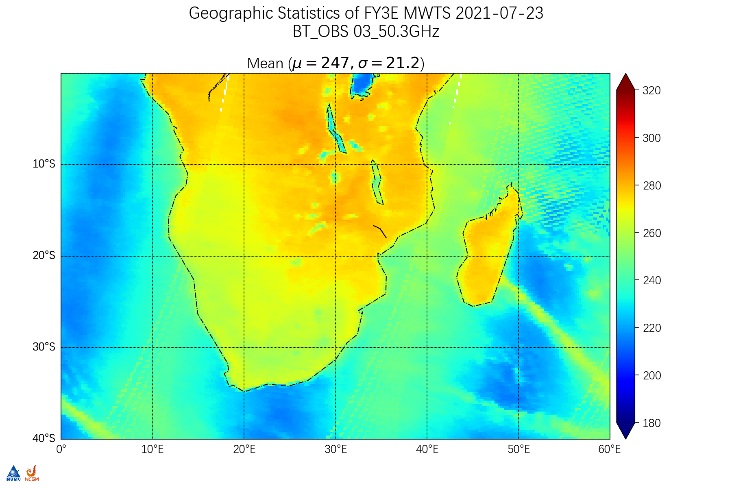 Geographic Statistics of FY3E MWTS 2021-07-23
BT_OBS 03_50.3GHz
Mean (μ = 247, σ = 21.2)
10°S
20°S
30°S
40°S
0°
10°E
20°E
30°E
40°E
50°E
60°E
320
300
280
260
240
220
200
180